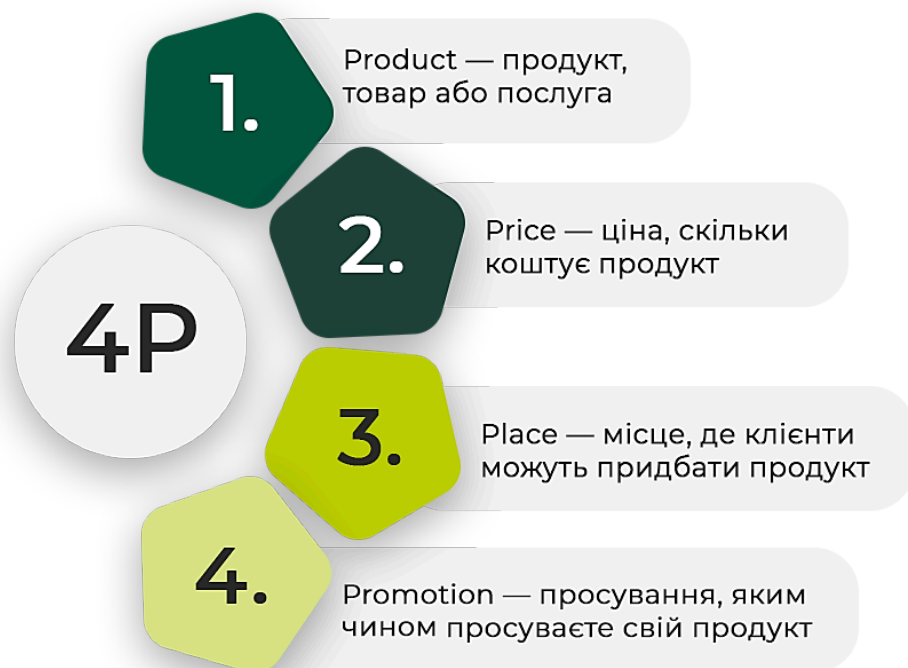 1.
Product — продукт,
товар або послуга
2.
Price — ціна, скільки
коштує продукт
4P
3.
Place — місце, де клієнти
можуть придбати продукт
4.
Promotion — просування, яким
чином просуваєте свій продукт